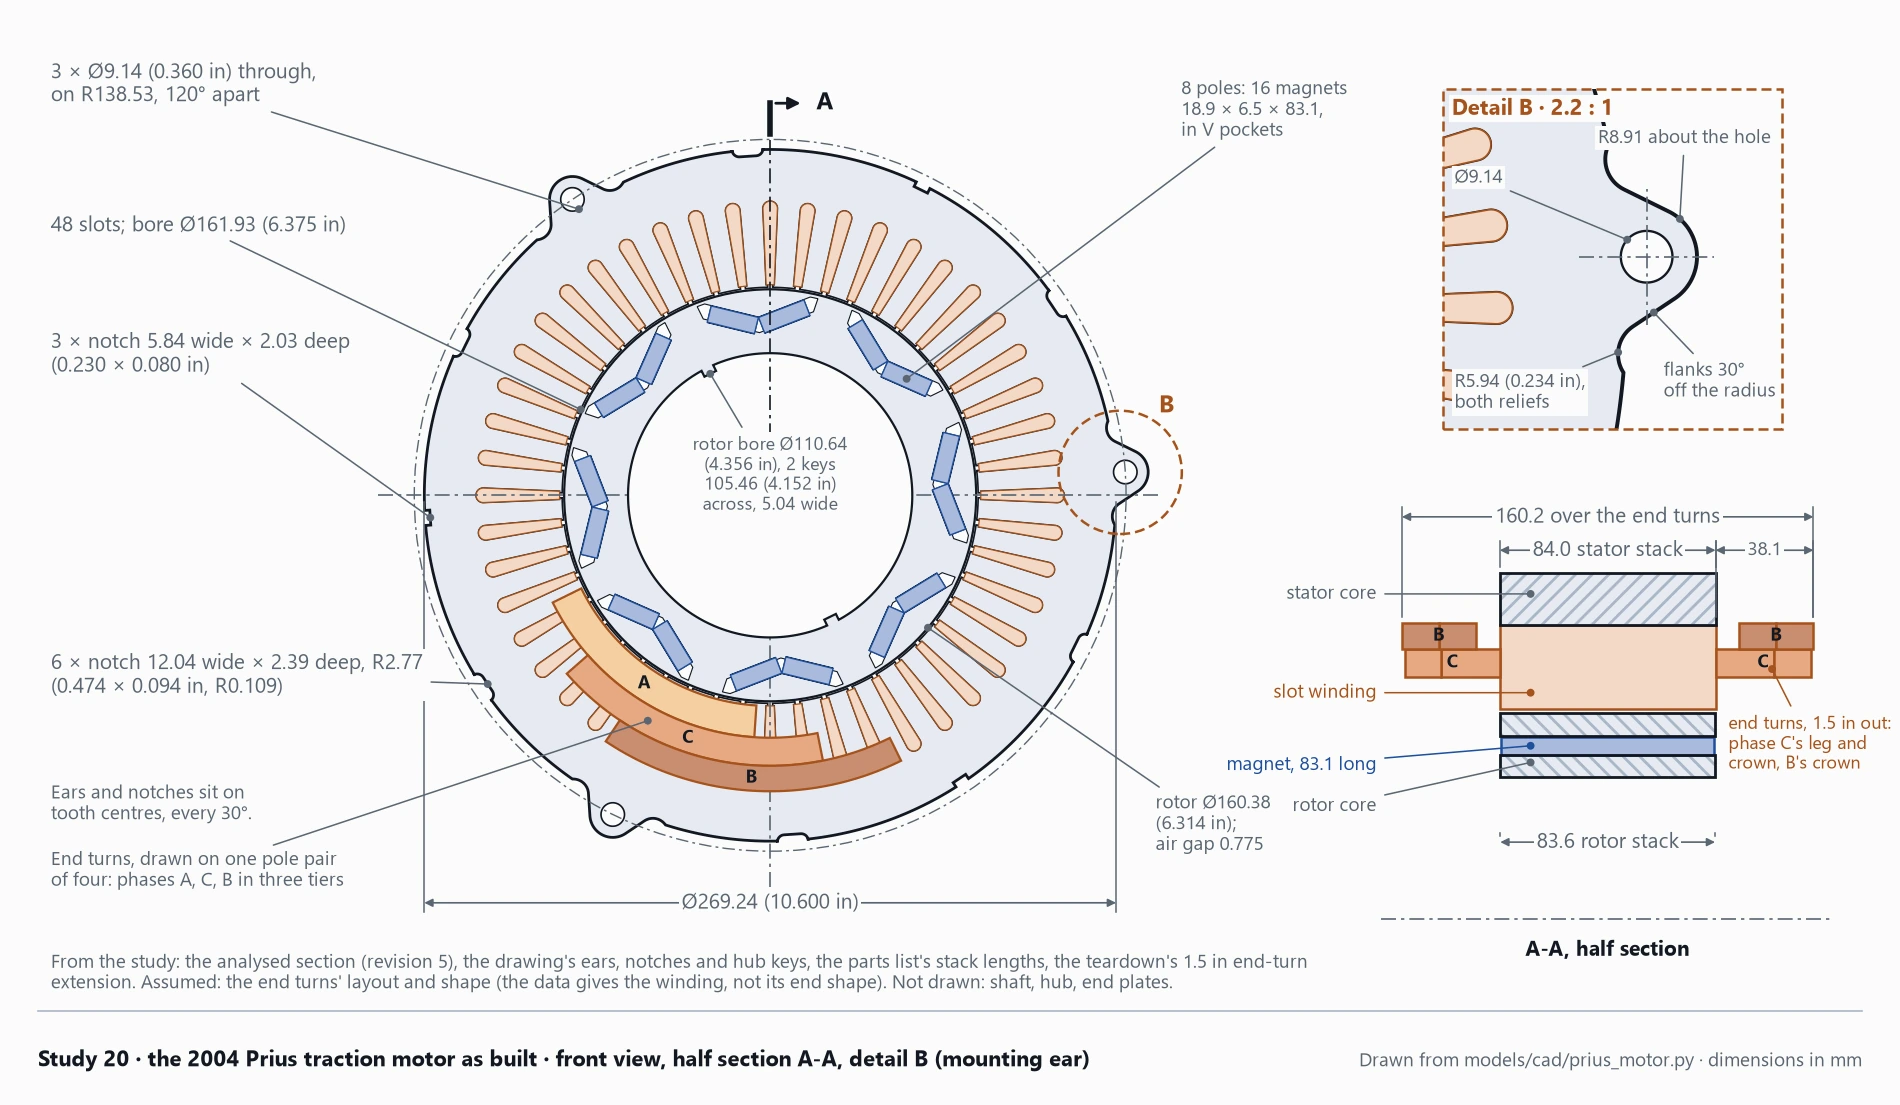 3 × Ø9.14 (0.360 in) through,
on R138.53, 120° apart
A
8 poles: 16 magnets
18.9 × 6.5 × 83.1,
in V pockets
Detail B · 2.2 : 1
R8.91 about the hole
Ø9.14
flanks 30°
off the radius
R5.94 (0.234 in),
both reliefs
48 slots; bore Ø161.93 (6.375 in)
3 × notch 5.84 wide × 2.03 deep
(0.230 × 0.080 in)
B
rotor bore Ø110.64
(4.356 in), 2 keys
105.46 (4.152 in)
across, 5.04 wide
160.2 over the end turns
84.0 stator stack
38.1
stator core
B
B
C
C
slot winding
end turns, 1.5 in out:
phase C's leg and
crown, B's crown
magnet, 83.1 long
rotor core
83.6 rotor stack
A-A, half section
6 × notch 12.04 wide × 2.39 deep, R2.77
(0.474 × 0.094 in, R0.109)
A
C
B
rotor Ø160.38
(6.314 in);
air gap 0.775
Ears and notches sit on
tooth centres, every 30°.
End turns, drawn on one pole pair
of four: phases A, C, B in three tiers
Ø269.24 (10.600 in)
From the study: the analysed section (revision 5), the drawing's ears, notches and hub keys, the parts list's stack lengths, the teardown's 1.5 in end-turn
extension. Assumed: the end turns' layout and shape (the data gives the winding, not its end shape). Not drawn: shaft, hub, end plates.
Study 20 · the 2004 Prius traction motor as built · front view, half section A-A, detail B (mounting ear)
Drawn from models/cad/prius_motor.py · dimensions in mm